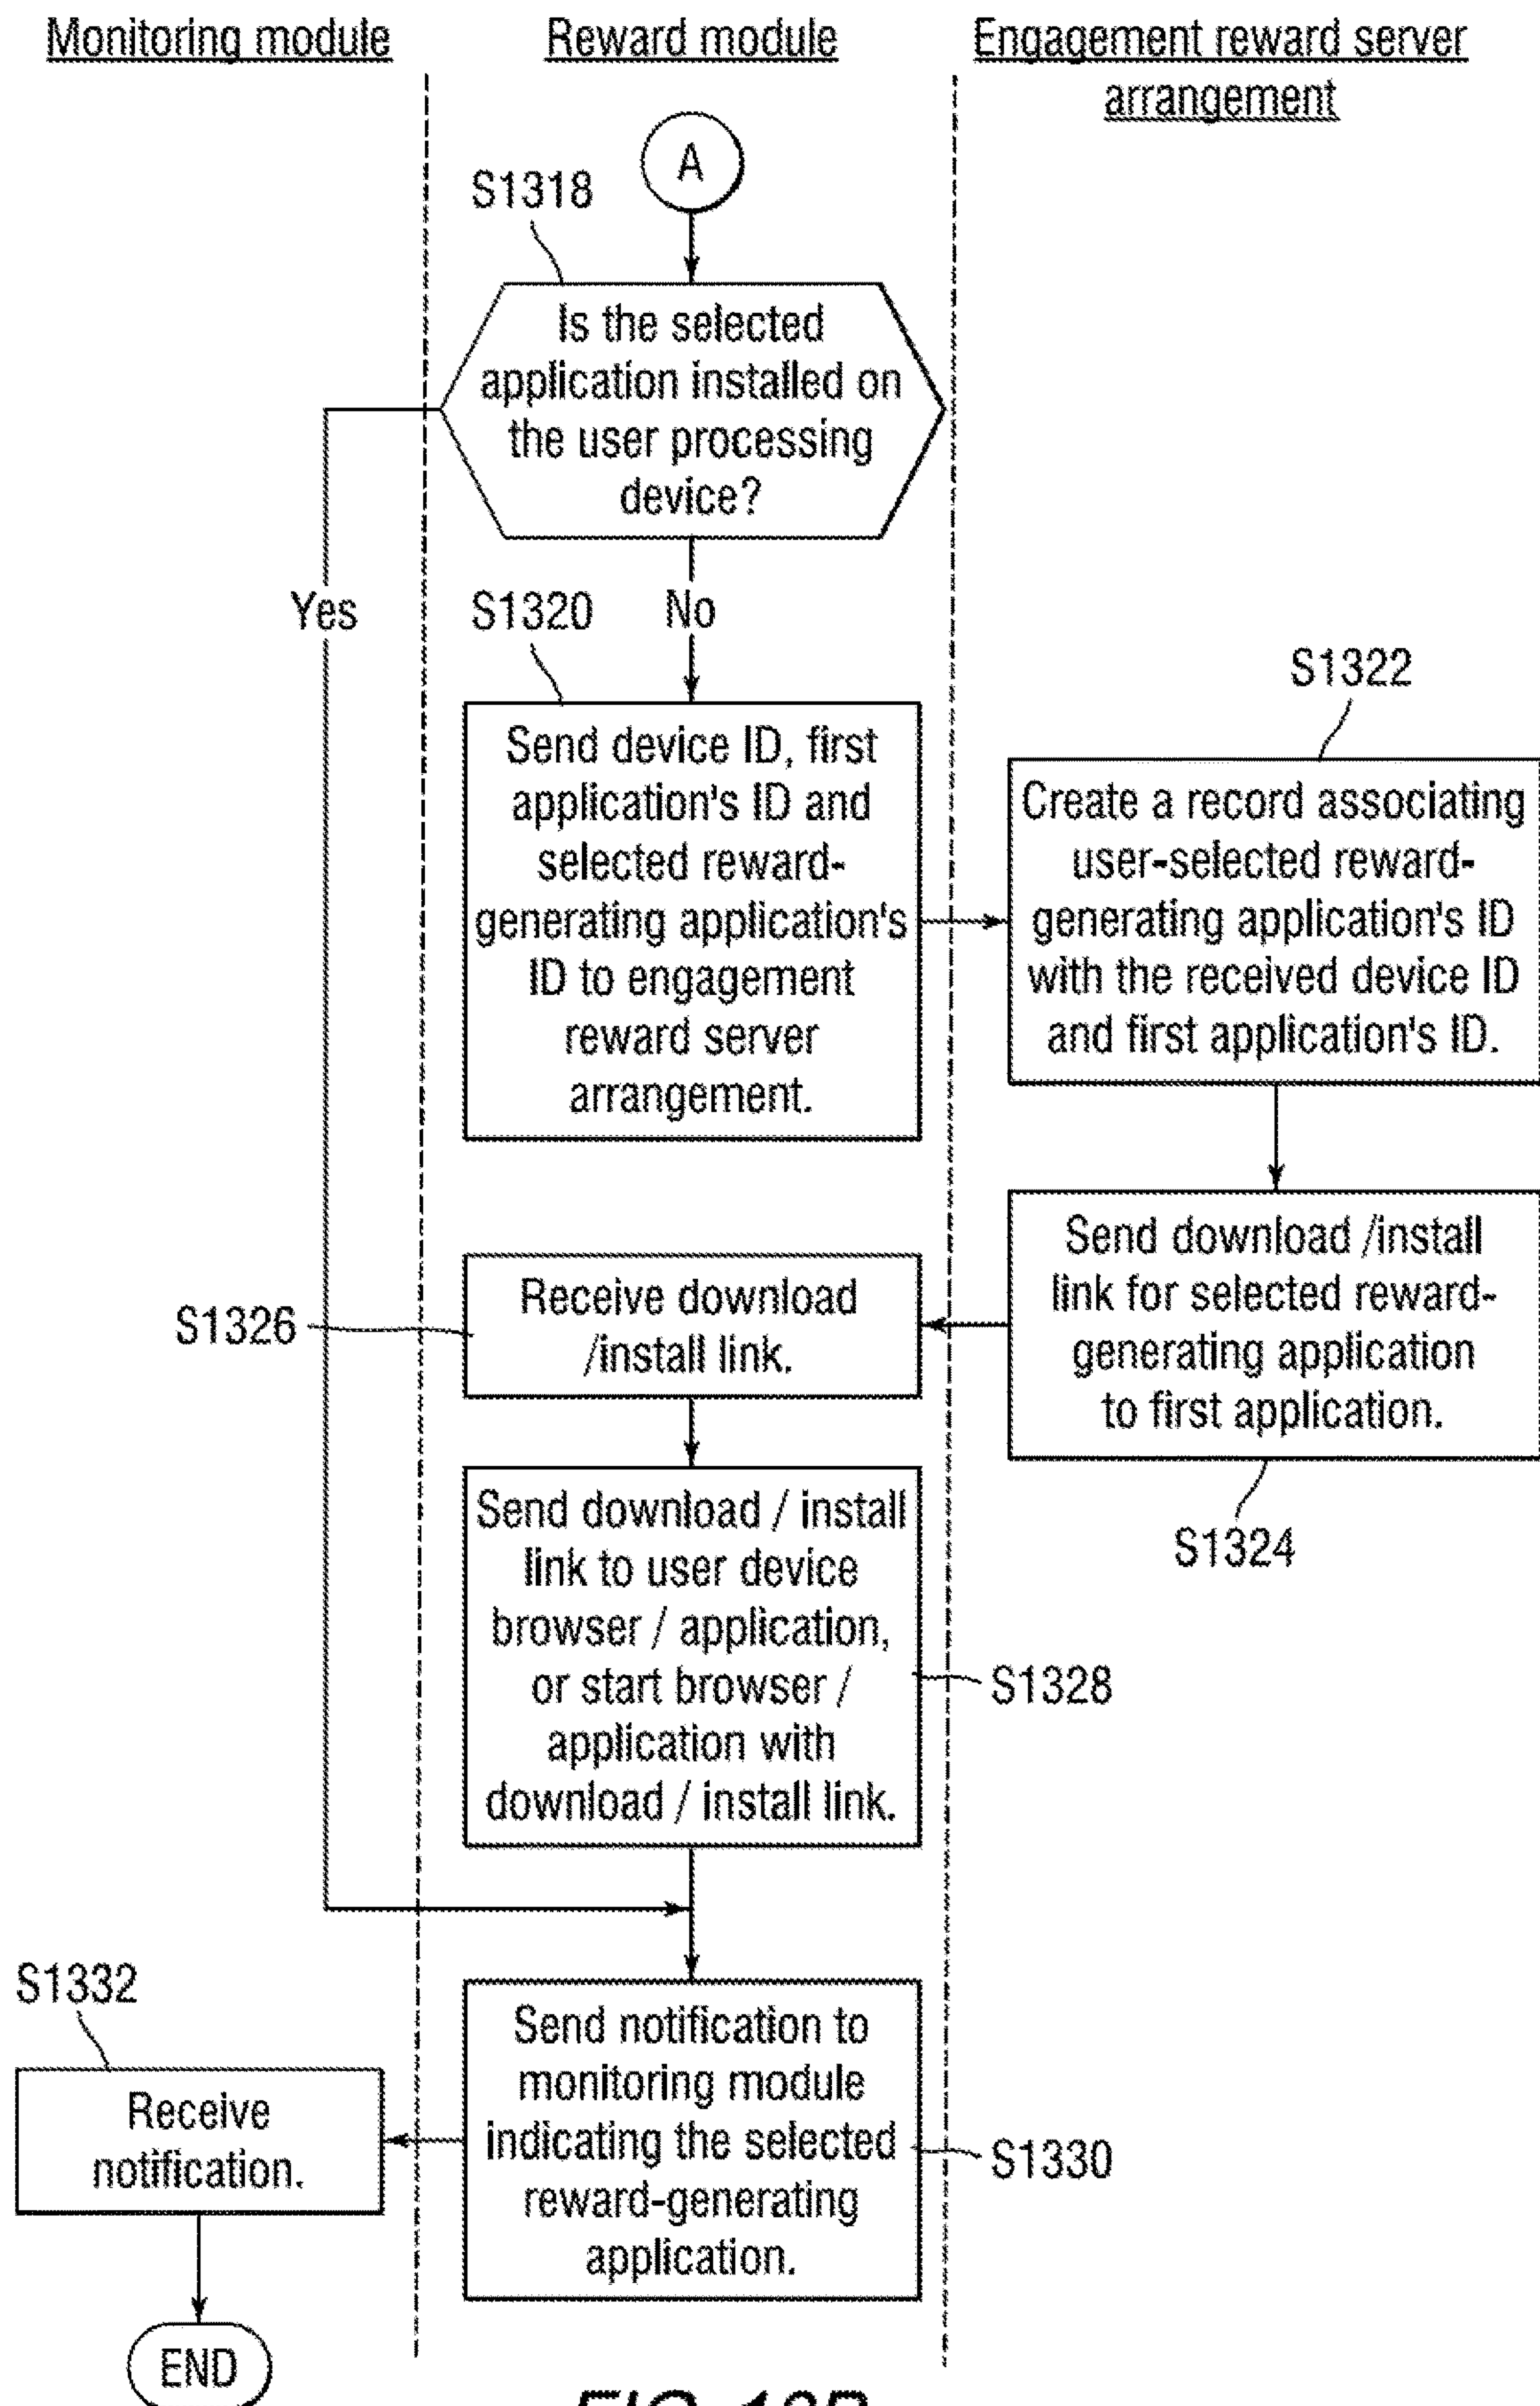 Monitoring module
Reward module
Engagement reward server
arrangement
A
S1318
Is the selected
application installed on
the user processing
device?
Yes
S1320
No
S1322
Send device ID, first
application's ID and
selected reward-
generating application's
ID to engagement
reward server
arrangement.
Create a record associating
user-selected reward-
generating application's ID
with the received device ID
and first application's ID.
Send download /install
link for selected reward-
generating application
to first application.
S1324
S1326
Receive download
/install link.
Send download / install
link to user device
browser / application,
or start browser /
application with
download / install link.
S1328
S1332
Send notification to
monitoring module
indicating the selected
reward-generating
application.
S1330
Receive
notification.
END